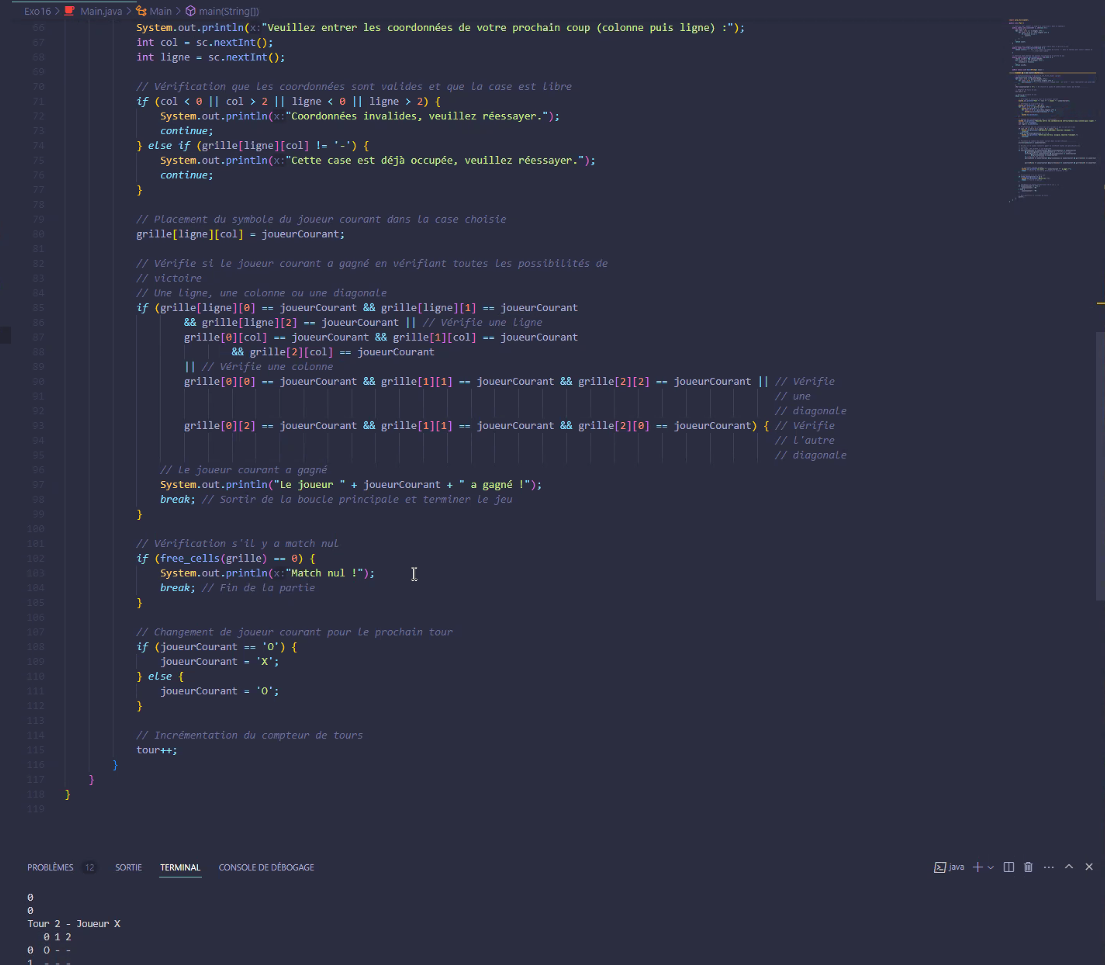 Exo16 > Main.java > Main > main(String[])
66 System.out.println(x:"Veuillez entrer les coordonnées de votre prochain coup (colonne puis ligne) :");
67 int col = sc.nextInt();
68 int ligne = sc.nextInt();
69
70 // Vérification que les coordonnées sont valides et que la case est libre
71 if (col < 0 || col > 2 || ligne < 0 || ligne > 2) {
72 System.out.println(x:"Coordonnées invalides, veuillez réessayer.");
73 continue;
74 } else if (grille[ligne][col] != '-') {
75 System.out.println(x:"Cette case est déjà occupée, veuillez réessayer.");
76 continue;
77 }
78
79 // Placement du symbole du joueur courant dans la case choisie
80 grille[ligne][col] = joueurCourant;
81
82 // Vérifie si le joueur courant a gagné en vérifiant toutes les possibilités de
83 // victoire
84 // Une ligne, une colonne ou une diagonale
85 if (grille[ligne][0] == joueurCourant && grille[ligne][1] == joueurCourant
86 && grille[ligne][2] == joueurCourant || // Vérifie une ligne
87 grille[0][col] == joueurCourant && grille[1][col] == joueurCourant
88 && grille[2][col] == joueurCourant
89 || // Vérifie une colonne
90 grille[0][0] == joueurCourant && grille[1][1] == joueurCourant && grille[2][2] == joueurCourant || // Vérifie
91 // une
92 // diagonale
93 grille[0][2] == joueurCourant && grille[1][1] == joueurCourant && grille[2][0] == joueurCourant) { // Vérifie
94 // l'autre
95 // diagonale
96 // Le joueur courant a gagné
97 System.out.println("Le joueur " + joueurCourant + " a gagné !");
98 break; // Sortir de la boucle principale et terminer le jeu
99 }
100
101 // Vérification s'il y a match nul
102 if (free_cells(grille) == 0) {
103 System.out.println(x:"Match nul !");
104 break; // Fin de la partie
105 }
106
107 // Changement de joueur courant pour le prochain tour
108 if (joueurCourant == 'O') {
109 joueurCourant = 'X';
110 } else {
111 joueurCourant = 'O';
112 }
113
114 // Incrémentation du compteur de tours
115 tour++;
116 }
117 }
118 }
119
PROBLÈMES 12 SORTIE TERMINAL CONSOLE DE DÉBOGAGE java
0
0
Tour 2 - Joueur X
0 1 2
0 O - -
1 - - -